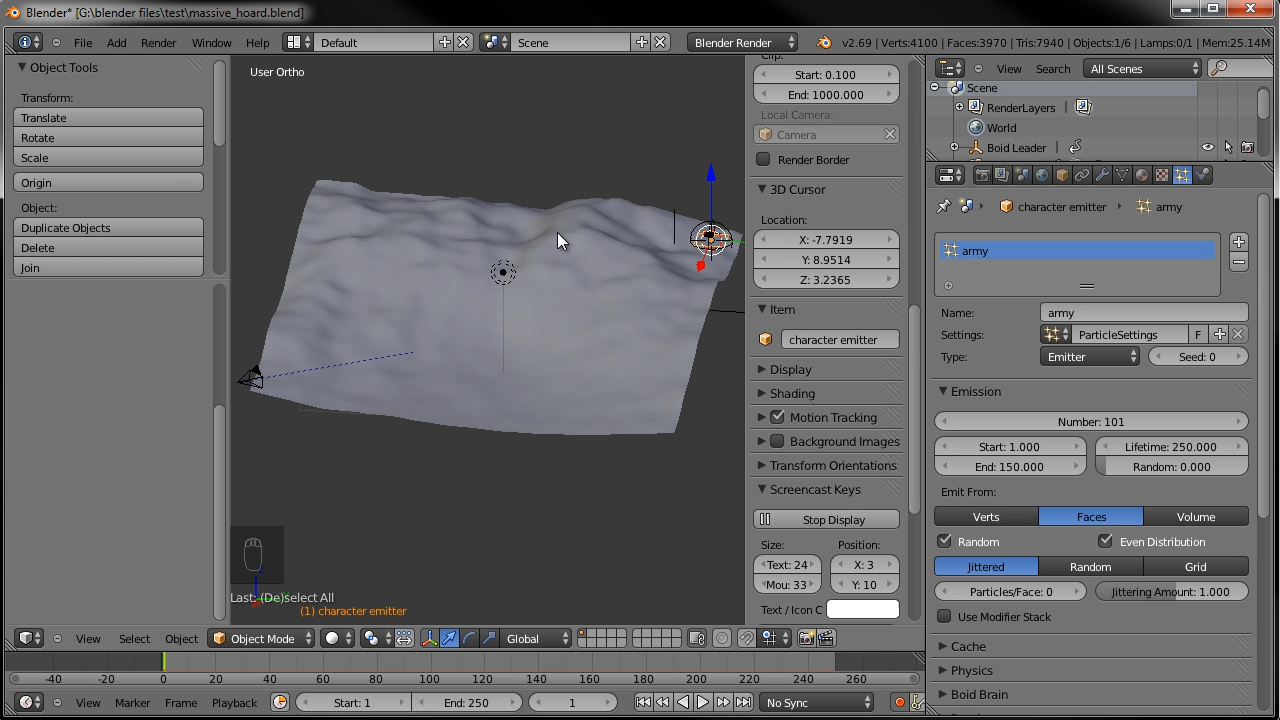 Blender* [G:\blender files\test\massive_hoard.blend]
File Add Render Window Help Default Scene Blender Render v2.69 | Verts:4100 | Faces:3970 | Tris:7940 | Objects:1/6 | Lamps:0/1 | Mem:25.14M
Object Tools
Transform:
Translate
Rotate
Scale
Origin
Object:
Duplicate Objects
Delete
Join
User Ortho
Last: (De)select All
(1) character emitter
Clip:
Start: 0.100
End: 1000.000
Local Camera:
Camera
Render Border
3D Cursor
Location:
X: -7.7919
Y: 8.9514
Z: 3.2365
Item
character emitter
Display
Shading
Motion Tracking
Background Images
Transform Orientations
Screencast Keys
Stop Display
Size: Position:
Text: 24 X: 3
Mou: 33 Y: 10
Text / Icon C
View Search All Scenes
Scene
RenderLayers |
World
Boid Leader |
character emitter army
army
Name: army
Settings: ParticleSettings F
Type: Emitter Seed: 0
Emission
Number: 101
Start: 1.000 Lifetime: 250.000
End: 150.000 Random: 0.000
Emit From:
Verts Faces Volume
Random Even Distribution
Jittered Random Grid
Particles/Face: 0 Jittering Amount: 1.000
Use Modifier Stack
Cache
Physics
Boid Brain
View Select Object Object Mode Global
-40 -20 0 20 40 60 80 100 120 140 160 180 200 220 240 260
View Marker Frame Playback Start: 1 End: 250 1 No Sync